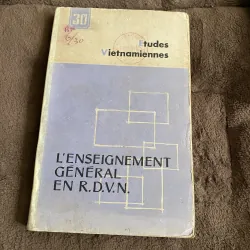 30
Etudes
Vietnamiennes
L'ENSEIGNEMENT
GÉNÉRAL
EN R.D.V.N.